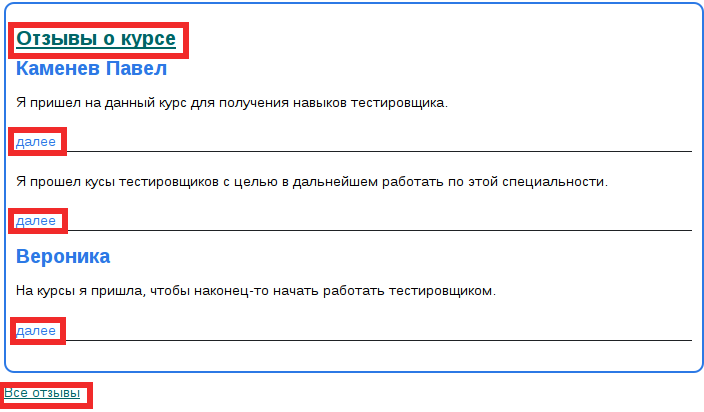 Отзывы о курсе
Каменев Павел
Я пришел на данный курс для получения навыков тестировщика.
далее
Я прошел кусы тестировщиков с целью в дальнейшем работать по этой специальности.
далее
Вероника
На курсы я пришла, чтобы наконец-то начать работать тестировщиком.
далее
Все отзывы